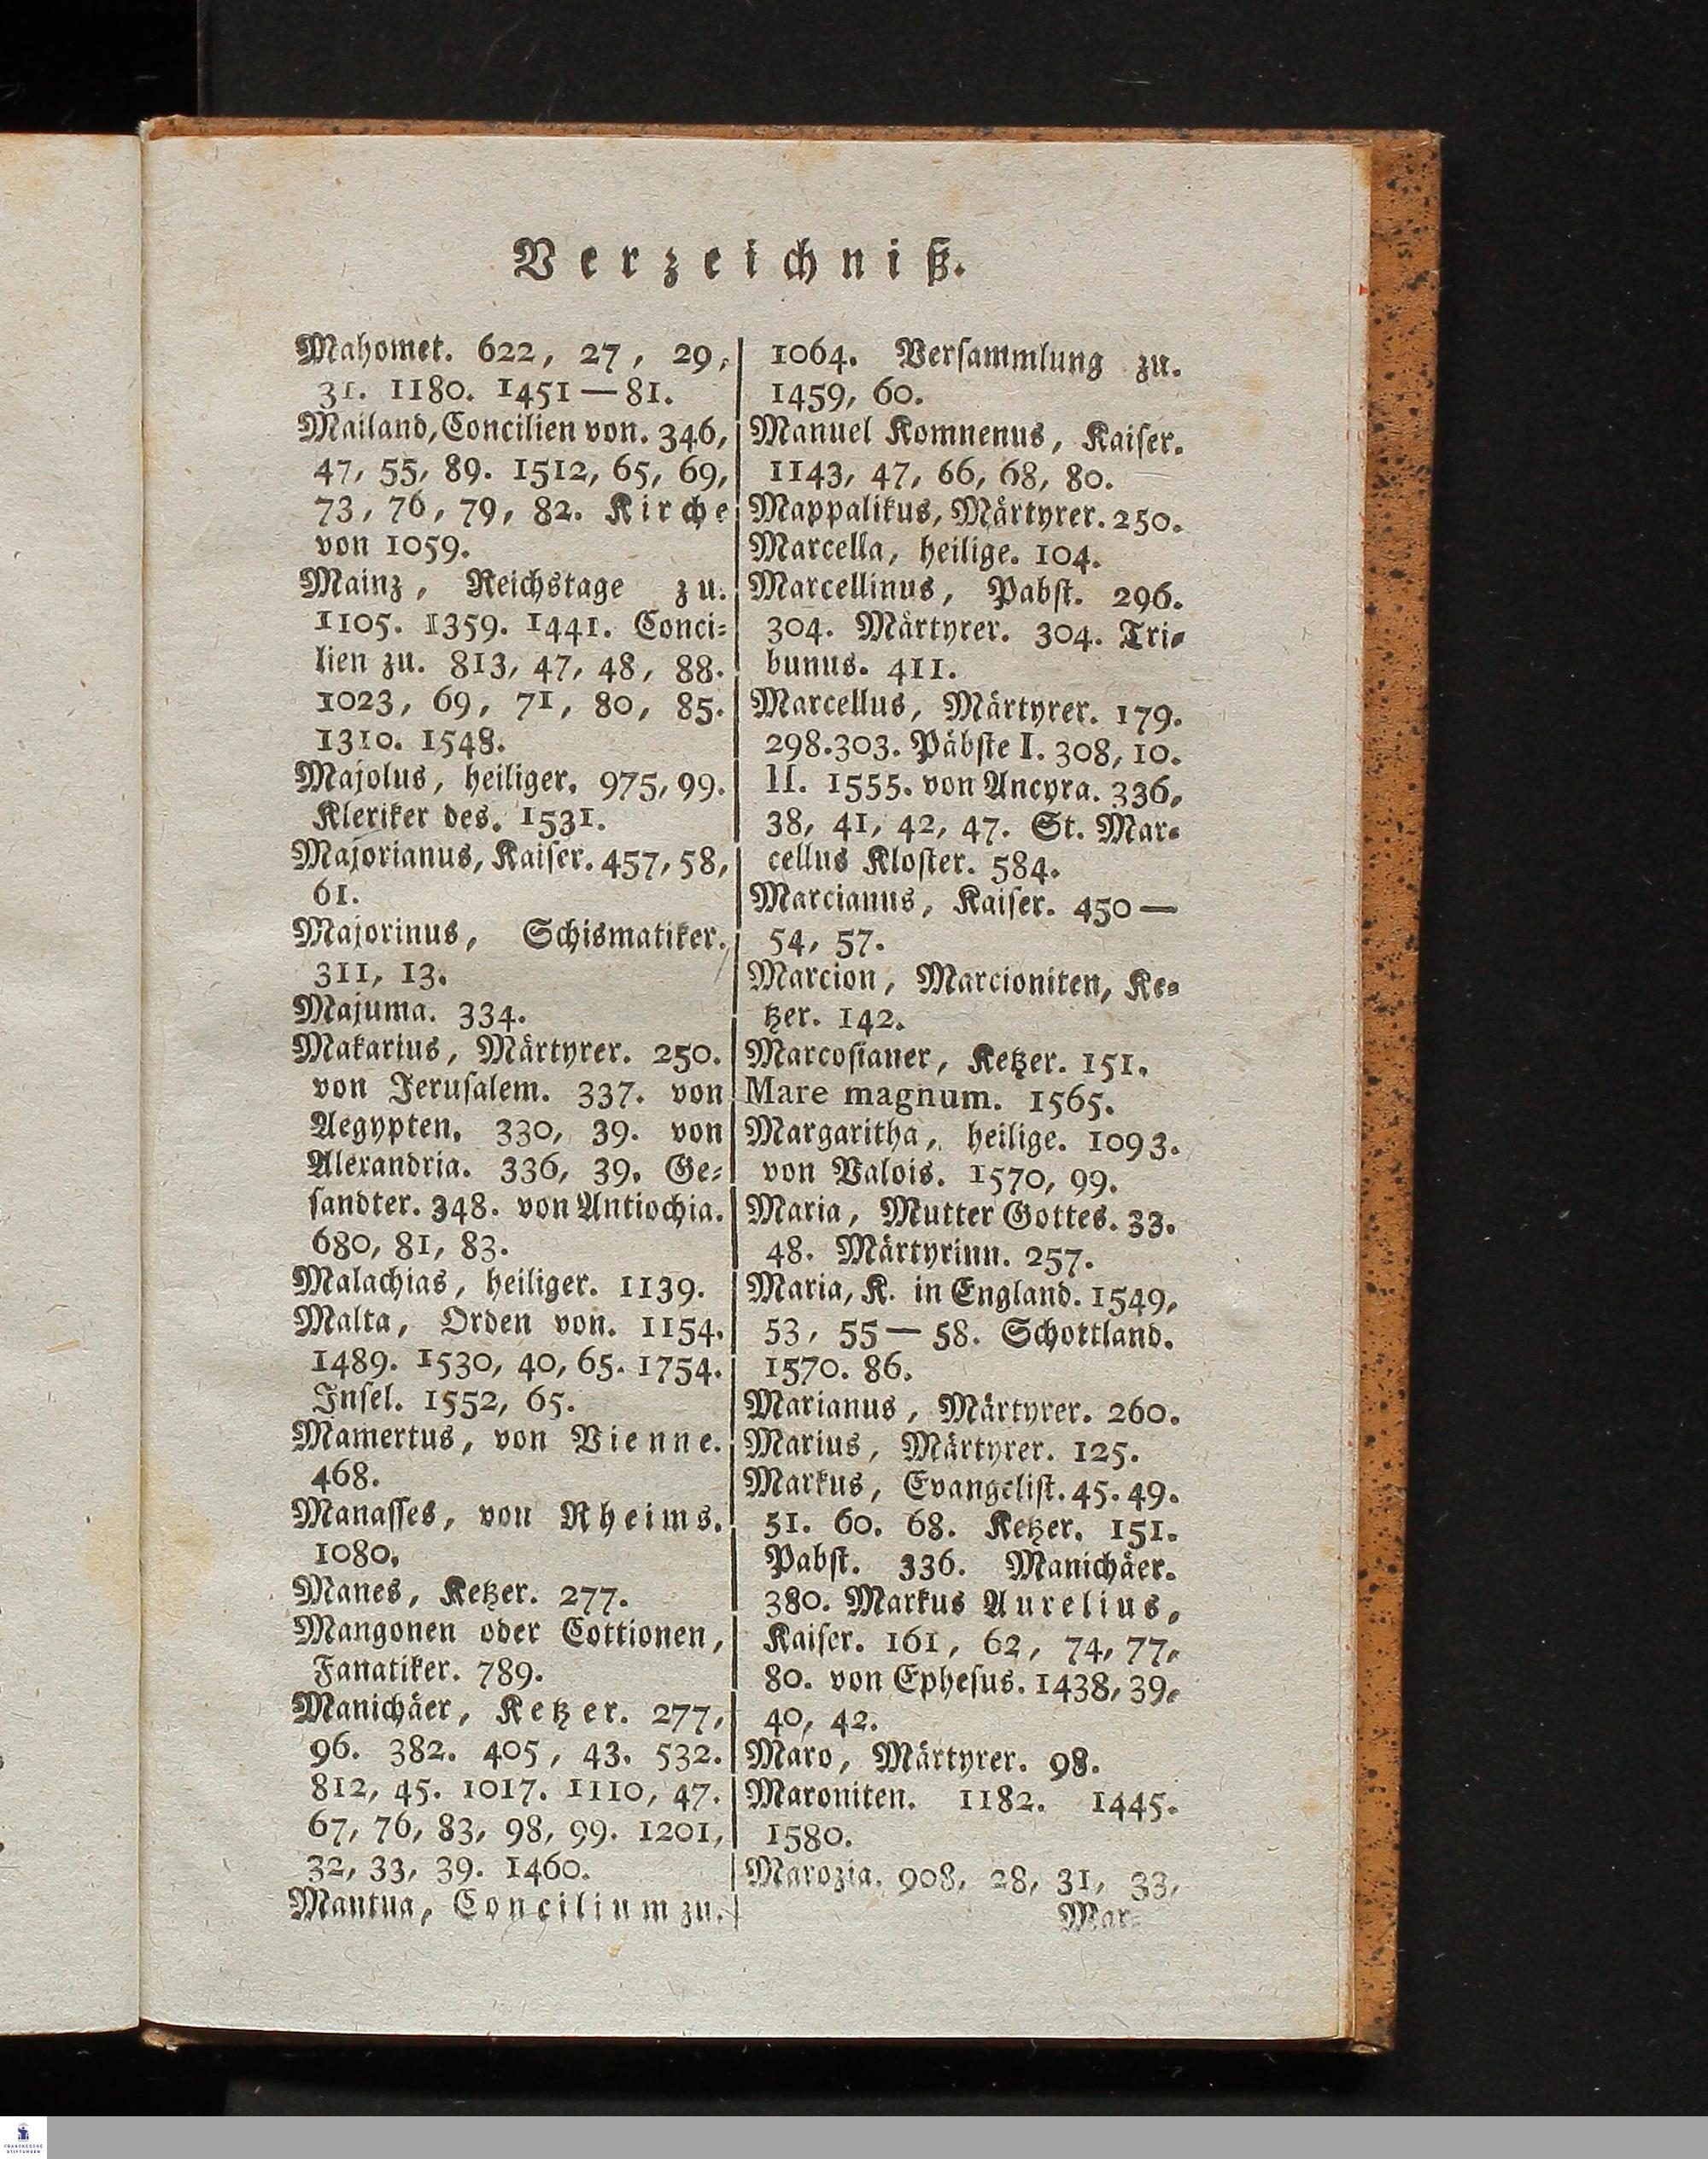 Verzeichniß.
Mahomet. 622, 27, 29,
31. 1180. 1451—81.
Mailand, Concilien von. 346,
47, 55, 89. 1512, 65, 69,
73, 76, 79, 82. Kirche
von 1059.
Mainz, Reichstage zu.
1105. 1359. 1441. Conci-
lien zu. 813, 47, 48, 88.
1023, 69, 71, 80, 85.
1310. 1548.
Majolus, heiliger. 975, 99.
Kleriker des. 1531.
Majorianus, Kaiser. 457, 58,
61.
Majorinus, Schismatiker.
311, 13.
Majuma. 334.
Makarius, Märtyrer. 250.
von Jerusalem. 337. von
Aegypten. 330, 39. von
Alexandria. 336, 39. Ge-
sandter. 348. von Antiochia.
680, 81, 83.
Malachias, heiliger. 1139.
Malta, Orden von. 1154.
1489. 1530, 40, 65. 1754.
Insel. 1552, 65.
Mamertus, von Vienne.
468.
Manasses, von Rheims.
1080.
Manes, Ketzer. 277.
Mangonen oder Cottionen,
Fanatiker. 789.
Manichäer, Ketzer. 277,
96. 382. 405, 43. 532.
812, 45. 1017. 1110, 47.
67, 76, 83, 98, 99. 1201,
32, 33, 39. 1460.
Mantua, Concilium zu.
1064. Versammlung zu.
1459, 60.
Manuel Komnenus, Kaiser.
1143, 47, 66, 68, 80.
Mappalikus, Märtyrer. 250.
Marcella, heilige. 104.
Marcellinus, Pabst. 296.
304. Märtyrer. 304. Tri-
bunus. 411.
Marcellus, Märtyrer. 179.
298. 303. Päbste I. 308, 10.
II. 1555. von Ancyra. 336,
38, 41, 42, 47. St. Mar-
cellus Kloster. 584.
Marcianus, Kaiser. 450—
54, 57.
Marcion, Marcioniten, Ke-
tzer. 142.
Marcosianer, Ketzer. 151.
Mare magnum. 1565.
Margaritha, heilige. 1093.
von Valois. 1570, 99.
Maria, Mutter Gottes. 33.
48. Märtyrinn. 257.
Maria, K. in England. 1549,
53, 55—58. Schottland.
1570. 86.
Marianus, Märtyrer. 260.
Marius, Märtyrer. 125.
Markus, Evangelist. 45. 49.
51. 60. 68. Ketzer. 151.
Pabst. 336. Manichäer.
380. Markus Aurelius,
Kaiser. 161, 62, 74, 77,
80. von Ephesus. 1438, 39,
40, 42.
Maro, Märtyrer. 98.
Maroniten. 1182. 1445.
1580.
Marozia. 908, 28, 31, 33,
Mar-
FRANCKESCHE
STIFTUNGEN